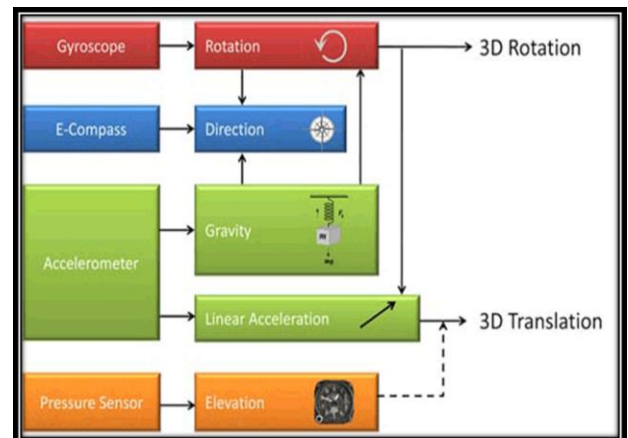 Gyroscope
Rotation
3D Rotation
E-Compass
Direction
Accelerometer
Gravity
Linear Acceleration
3D Translation
Pressure Sensor
Elevation